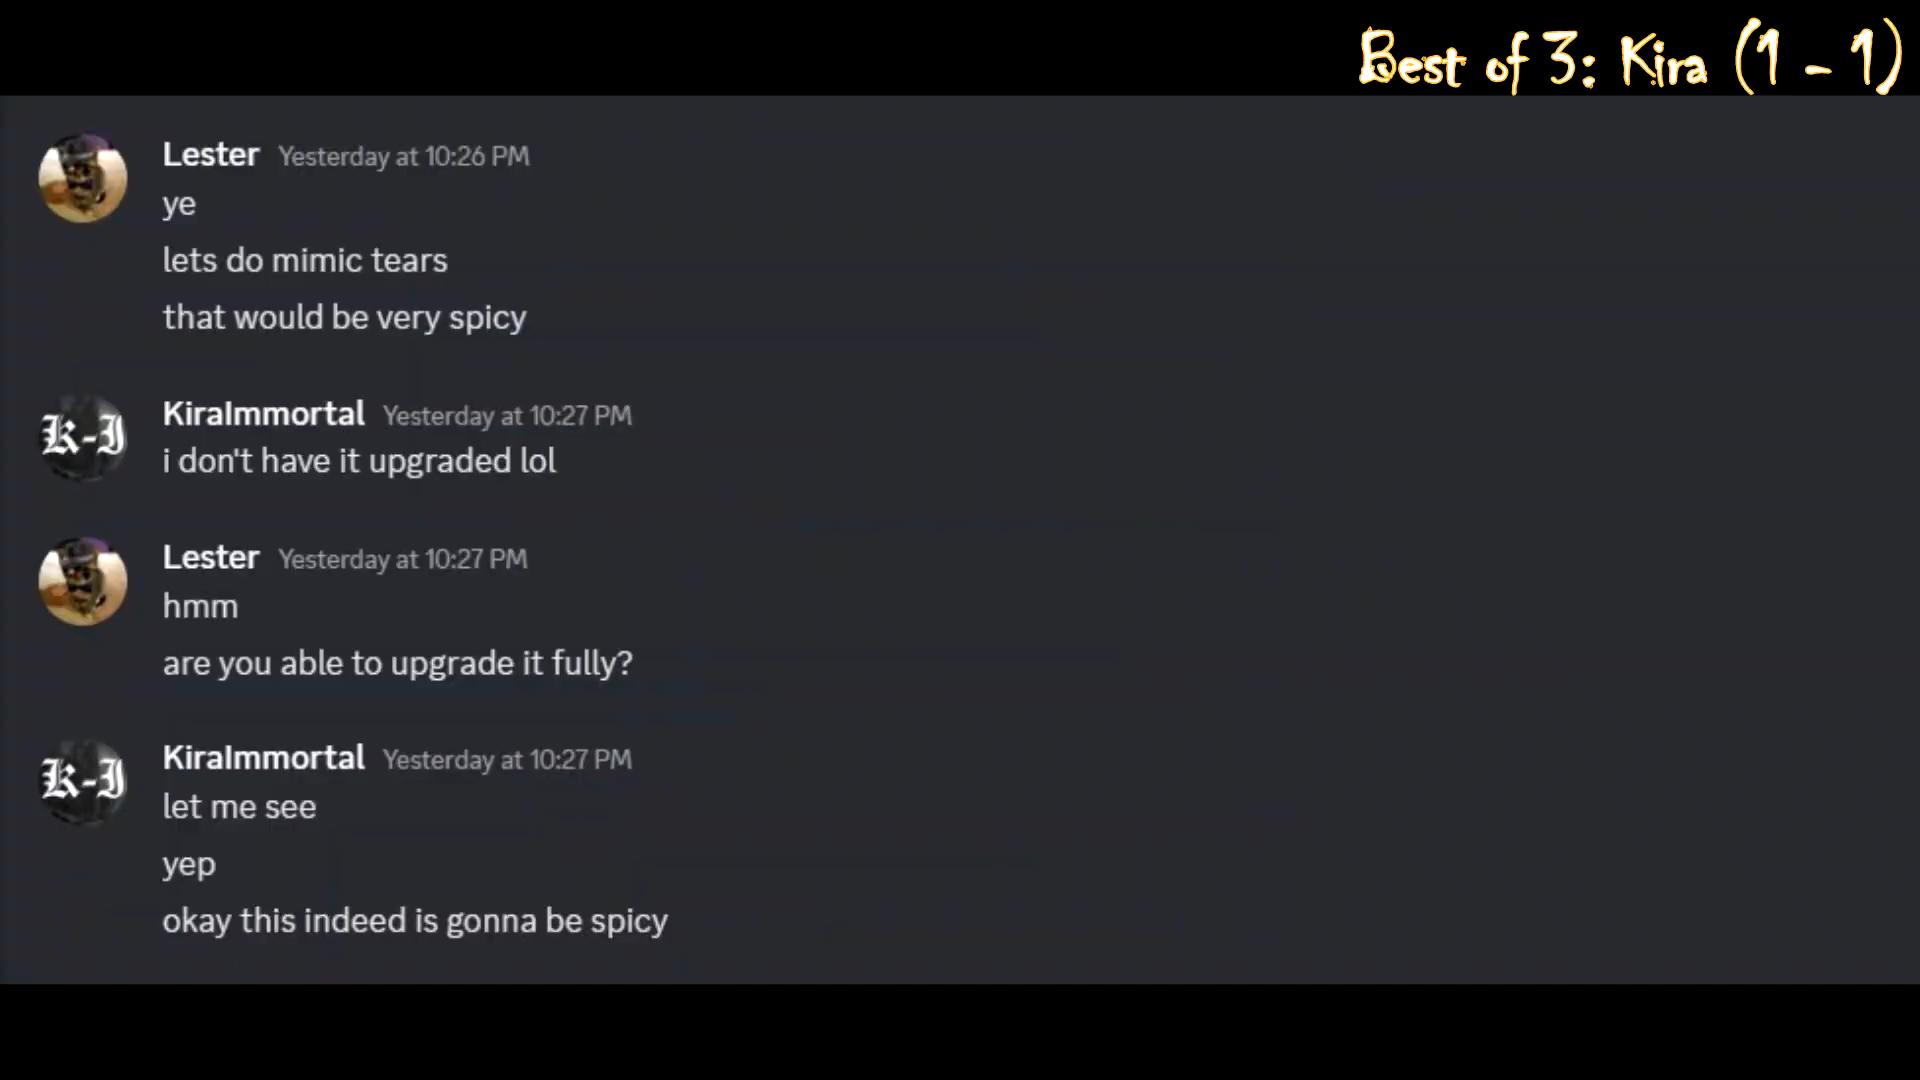 Best of 3: Kira (1 - 1)
Lester Yesterday at 10:26 PM
ye
lets do mimic tears
that would be very spicy
K-I
KiraImmortal Yesterday at 10:27 PM
i don't have it upgraded lol
Lester Yesterday at 10:27 PM
hmm
are you able to upgrade it fully?
K-I
KiraImmortal Yesterday at 10:27 PM
let me see
yep
okay this indeed is gonna be spicy